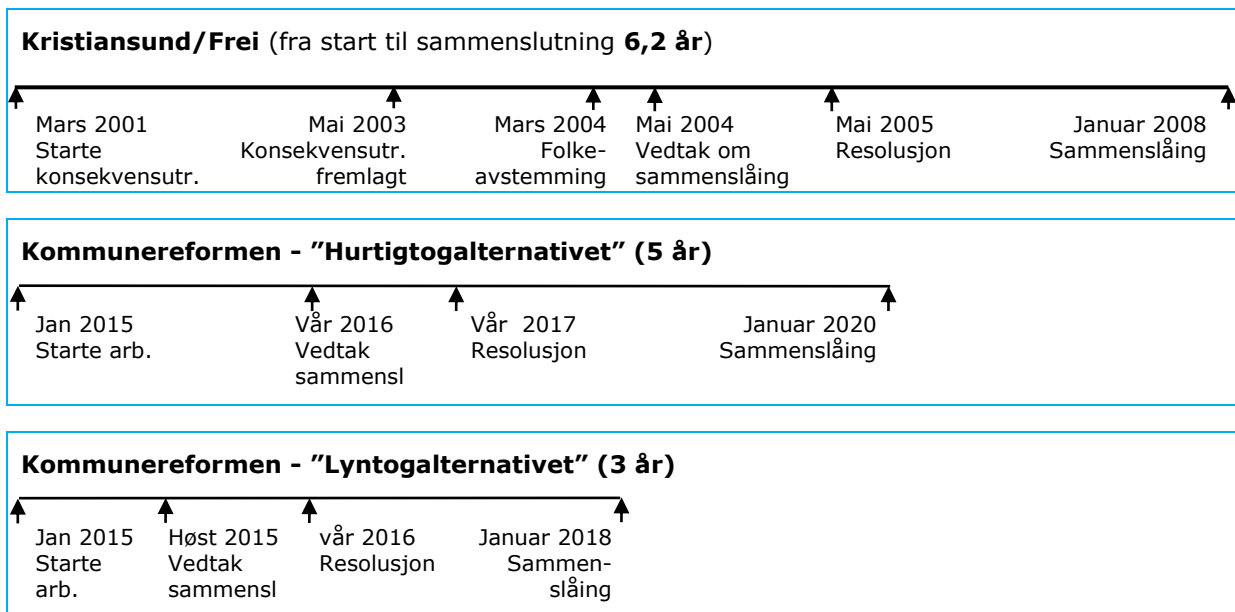 Kristiansund/Frei (fra start til sammenslutning 6,2 år)
Mars 2001
Starte
konsekvensutr.
Mai 2003
Konsekvensutr.
fremlagt
Mars 2004
Folke-
avstemming
Mai 2004
Vedtak om
sammenslåing
Mai 2005
Resolusjon
Januar 2008
Sammenslåing
Kommunereformen - ”Hurtigtogalternativet” (5 år)
Jan 2015
Starte arb.
Vår 2016
Vedtak
sammensl
Vår 2017
Resolusjon
Januar 2020
Sammenslåing
Kommunereformen - ”Lyntogalternativet” (3 år)
Jan 2015
Starte
arb.
Høst 2015
Vedtak
sammensl
vår 2016
Resolusjon
Januar 2018
Sammen-
slåing